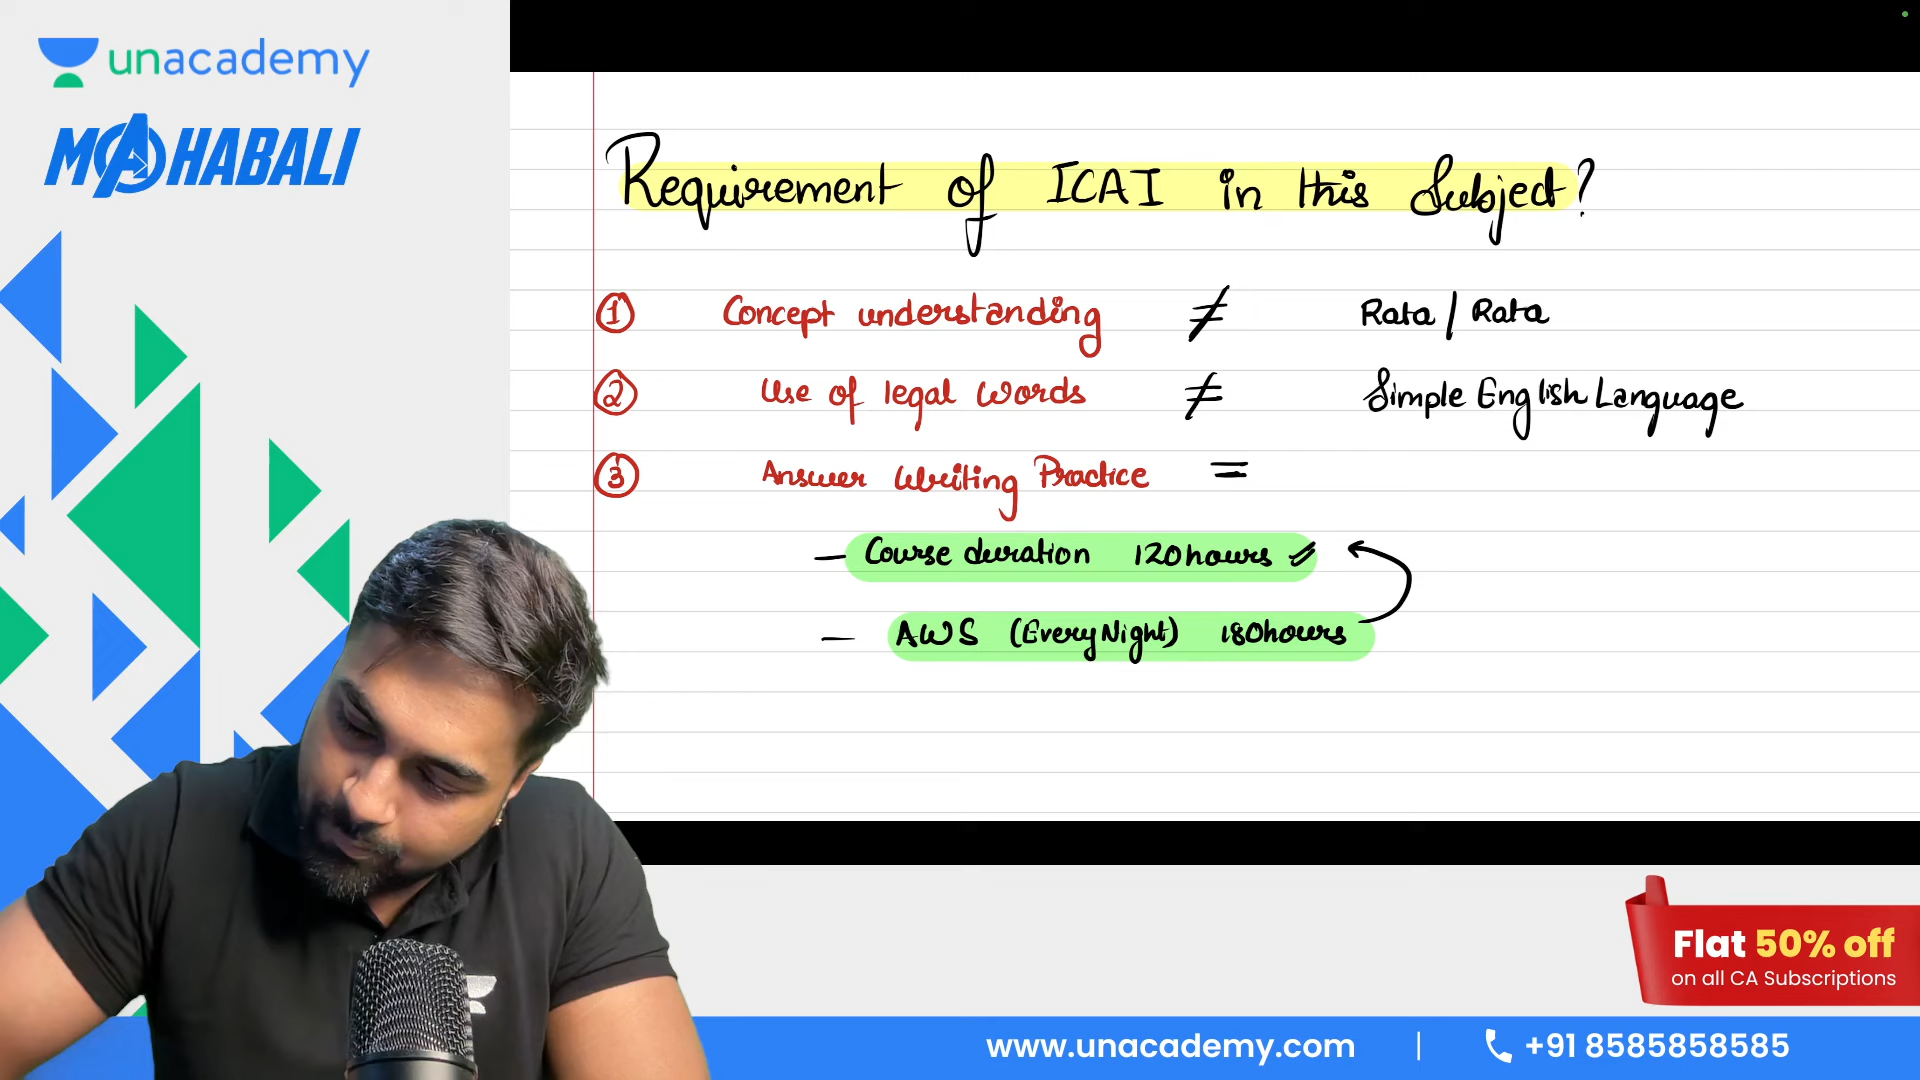 unacademy
MAHABALI
Requirement of ICAI in this Subject?
1 Concept understanding ≠ Rata / Rata
2 Use of legal words ≠ Simple English Language
3 Answer Writing Practice =
— Course duration 120hours
— AWS (Every Night) 180hours
Flat 50% off
on all CA Subscriptions
www.unacademy.com | +91 8585858585